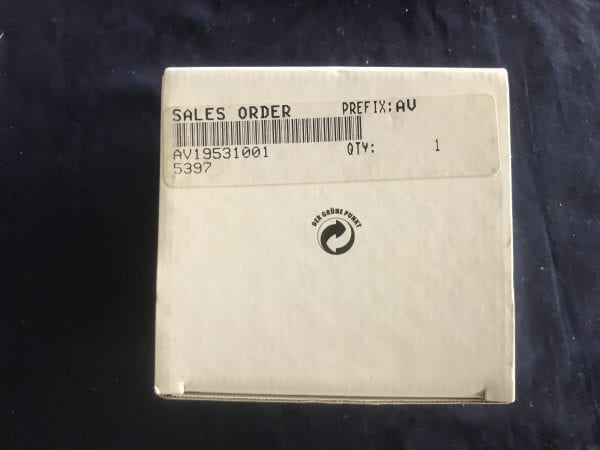 SALES ORDER PREFIX:AV
AV19531001 QTY: 1
5397
DER GRÜNE PUNKT